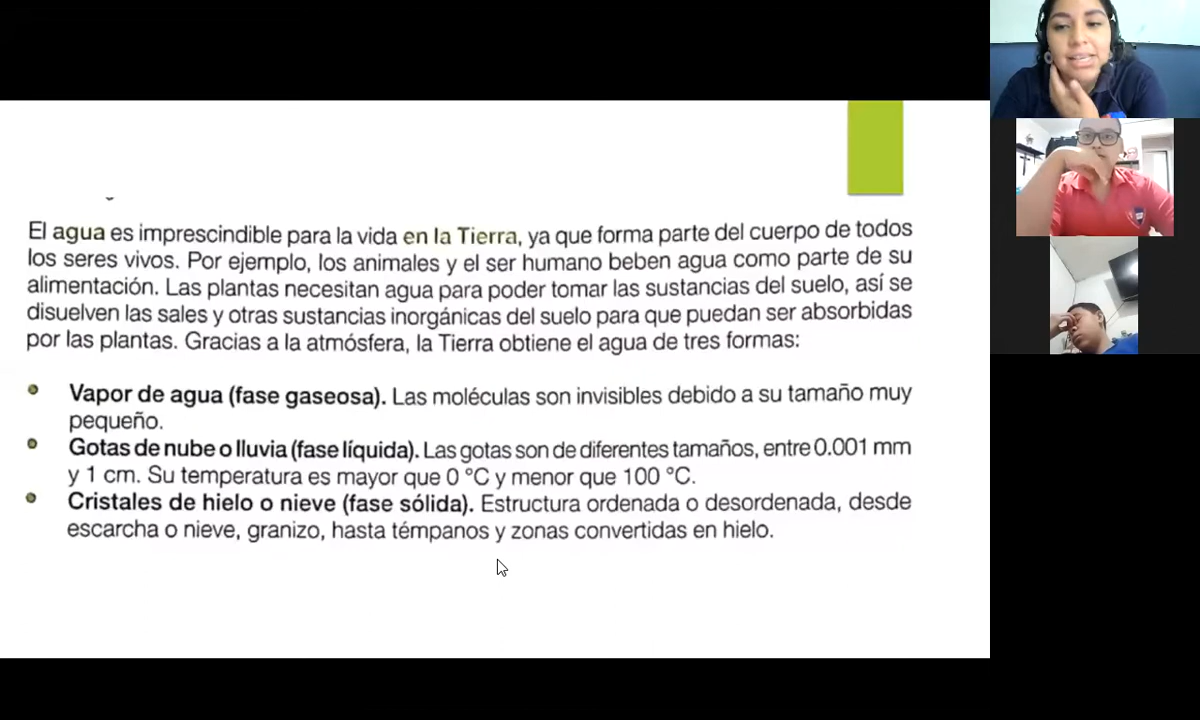 El agua es imprescindible para la vida en la Tierra, ya que forma parte del cuerpo de todos
los seres vivos. Por ejemplo, los animales y el ser humano beben agua como parte de su
alimentación. Las plantas necesitan agua para poder tomar las sustancias del suelo, así se
disuelven las sales y otras sustancias inorgánicas del suelo para que puedan ser absorbidas
por las plantas. Gracias a la atmósfera, la Tierra obtiene el agua de tres formas:
Vapor de agua (fase gaseosa). Las moléculas son invisibles debido a su tamaño muy
pequeño.
Gotas de nube o lluvia (fase líquida). Las gotas son de diferentes tamaños, entre 0.001 mm
y 1 cm. Su temperatura es mayor que 0 °C y menor que 100 °C.
Cristales de hielo o nieve (fase sólida). Estructura ordenada o desordenada, desde
escarcha o nieve, granizo, hasta témpanos y zonas convertidas en hielo.